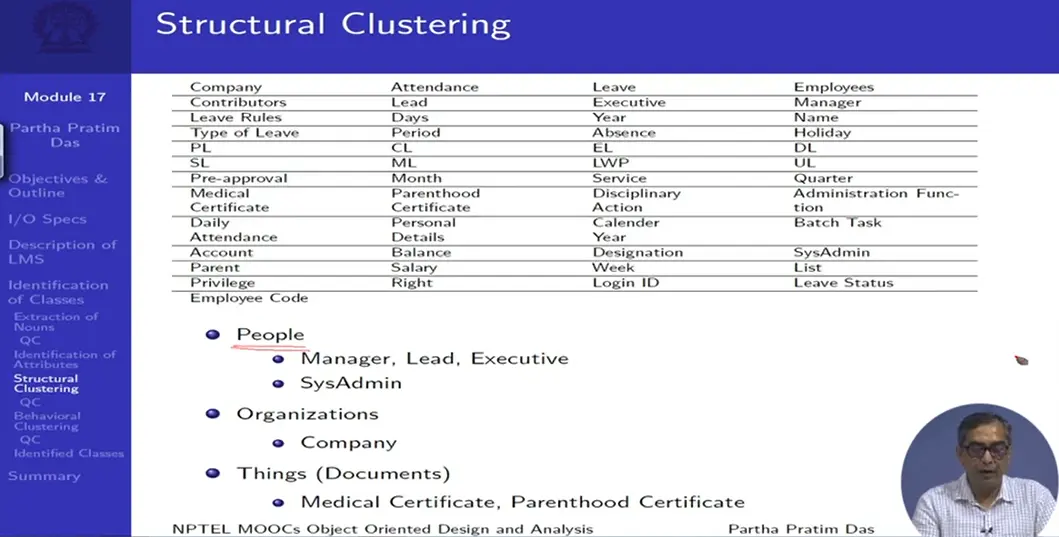 Structural Clustering
Module 17
Partha Pratim
Das
Objectives &
Outline
I/O Specs
Description of
LMS
Identification
of Classes
Extraction of
Nouns
QC
Identification of
Attributes
Structural
Clustering
QC
Behavioral
Clustering
QC
Identified Classes
Summary
Company Attendance Leave Employees
Contributors Lead Executive Manager
Leave Rules Days Year Name
Type of Leave Period Absence Holiday
PL CL EL DL
SL ML LWP UL
Pre-approval Month Service Quarter
Medical Parenthood Disciplinary Administration Func-
Certificate Certificate Action tion
Daily Personal Calender Batch Task
Attendance Details Year
Account Balance Designation SysAdmin
Parent Salary Week List
Privilege Right Login ID Leave Status
Employee Code
People
Manager, Lead, Executive
SysAdmin
Organizations
Company
Things (Documents)
Medical Certificate, Parenthood Certificate
NPTEL MOOCs Object Oriented Design and Analysis Partha Pratim Das